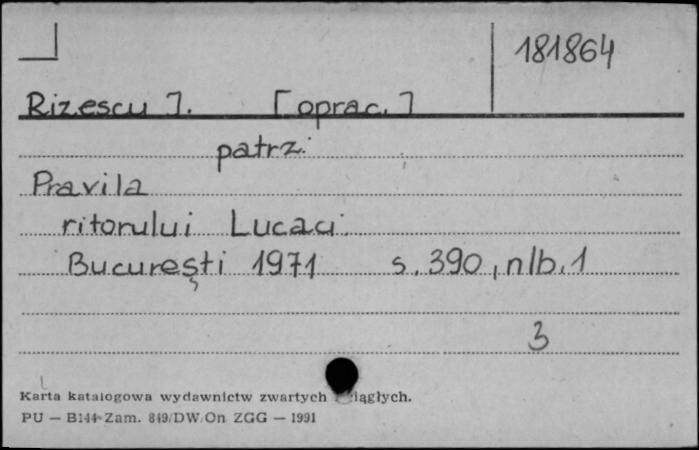 181864
Rizescu J. [oprac.]
patrz:
Pravila
ritorului Lucaci
București 1971 s. 390, nlb. 1
3
Karta katalogowa wydawnictw zwartych ciągłych.
PU — B144 Zam. 849/DW/On ZGG — 1991